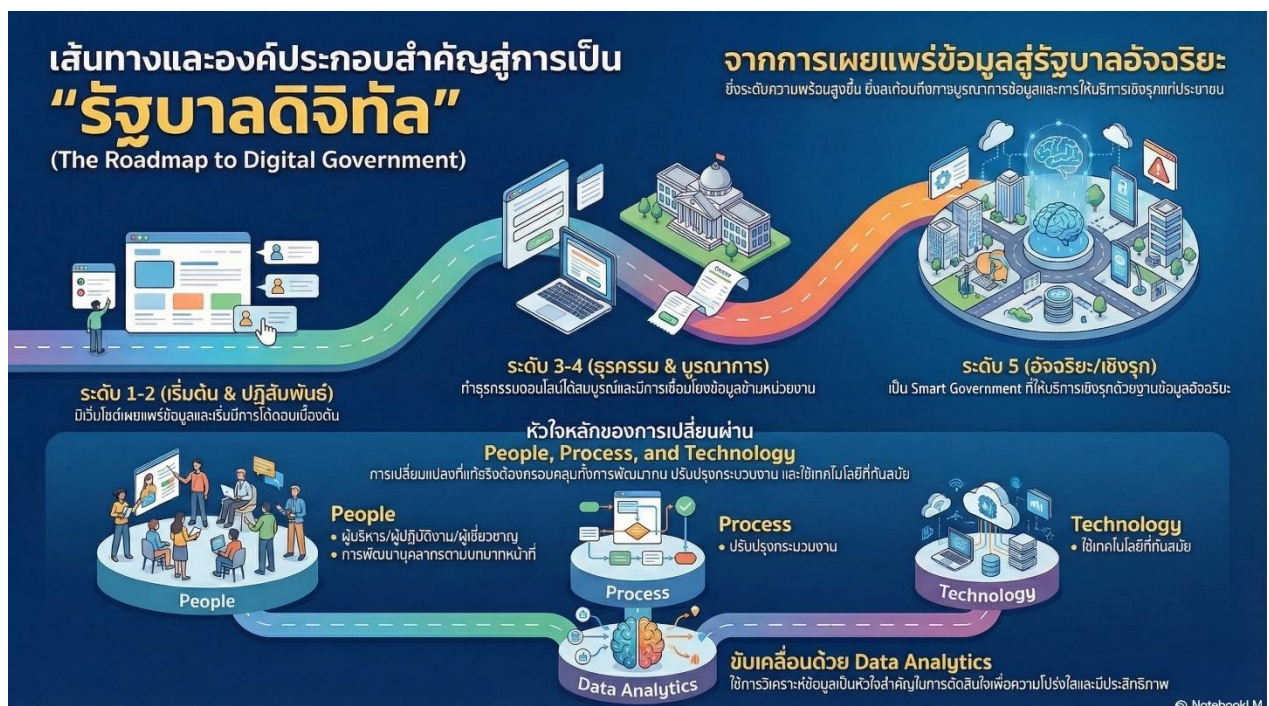 เส้นทางและองค์ประกอบสำคัญสู่การเป็น
“รัฐบาลดิจิทัล”
(The Roadmap to Digital Government)
จากการเผยแพร่ข้อมูลสู่รัฐบาลอัจฉริยะ
ยิ่งระดับความพร้อมสูงขึ้น ยิ่งสะท้อนถึงการบูรณาการข้อมูลและการให้บริการเชิงรุกแก่ประชาชน
ระดับ 1-2 (เริ่มต้น & ปฏิสัมพันธ์)
มีเว็บไซต์เผยแพร่ข้อมูลและเริ่มมีการโต้ตอบเบื้องต้น
ระดับ 3-4 (ธุรกรรม & บูรณาการ)
ทำธุรกรรมออนไลน์ได้สมบูรณ์และมีการเชื่อมโยงข้อมูลข้ามหน่วยงาน
ระดับ 5 (อัจฉริยะ/เชิงรุก)
เป็น Smart Government ที่ให้บริการเชิงรุกด้วยฐานข้อมูลอัจฉริยะ
หัวใจหลักของการเปลี่ยนผ่าน
People, Process, and Technology
การเปลี่ยนแปลงที่แท้จริงต้องครอบคลุมทั้งการพัฒนาคน ปรับปรุงกระบวนงาน และใช้เทคโนโลยีที่ทันสมัย
People
• ผู้บริหาร/ผู้ปฏิบัติงาน/ผู้เชี่ยวชาญ
• การพัฒนาบุคลากรตามบทบาทหน้าที่
People
Process
• ปรับปรุงกระบวนงาน
Process
Technology
• ใช้เทคโนโลยีที่ทันสมัย
Technology
Data Analytics
ขับเคลื่อนด้วย Data Analytics
ใช้การวิเคราะห์ข้อมูลเป็นหัวใจสำคัญในการตัดสินใจเพื่อความโปร่งใสและมีประสิทธิภาพ
NotebookLM